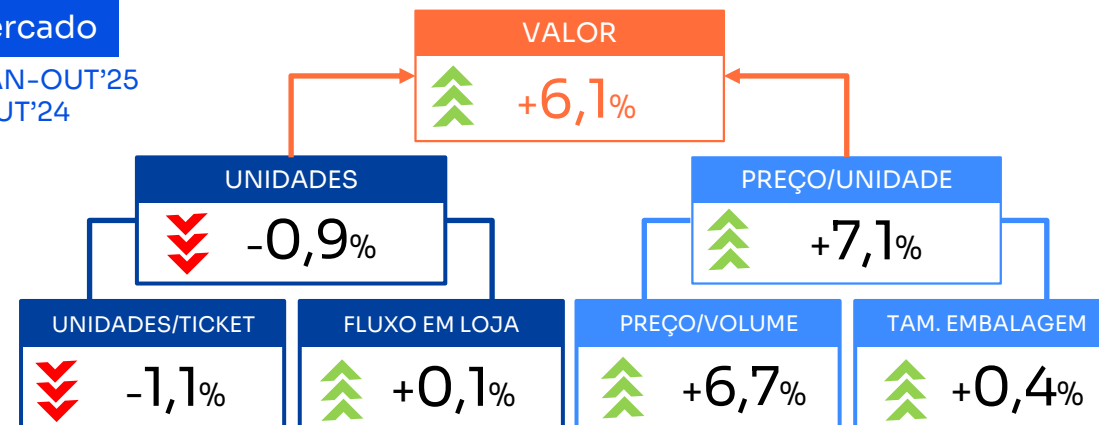 ercado
AN-OUT’25
UT’24
VALOR
+6,1%
UNIDADES
-0,9%
PREÇO/UNIDADE
+7,1%
UNIDADES/TICKET
-1,1%
FLUXO EM LOJA
+0,1%
PREÇO/VOLUME
+6,7%
TAM. EMBALAGEM
+0,4%